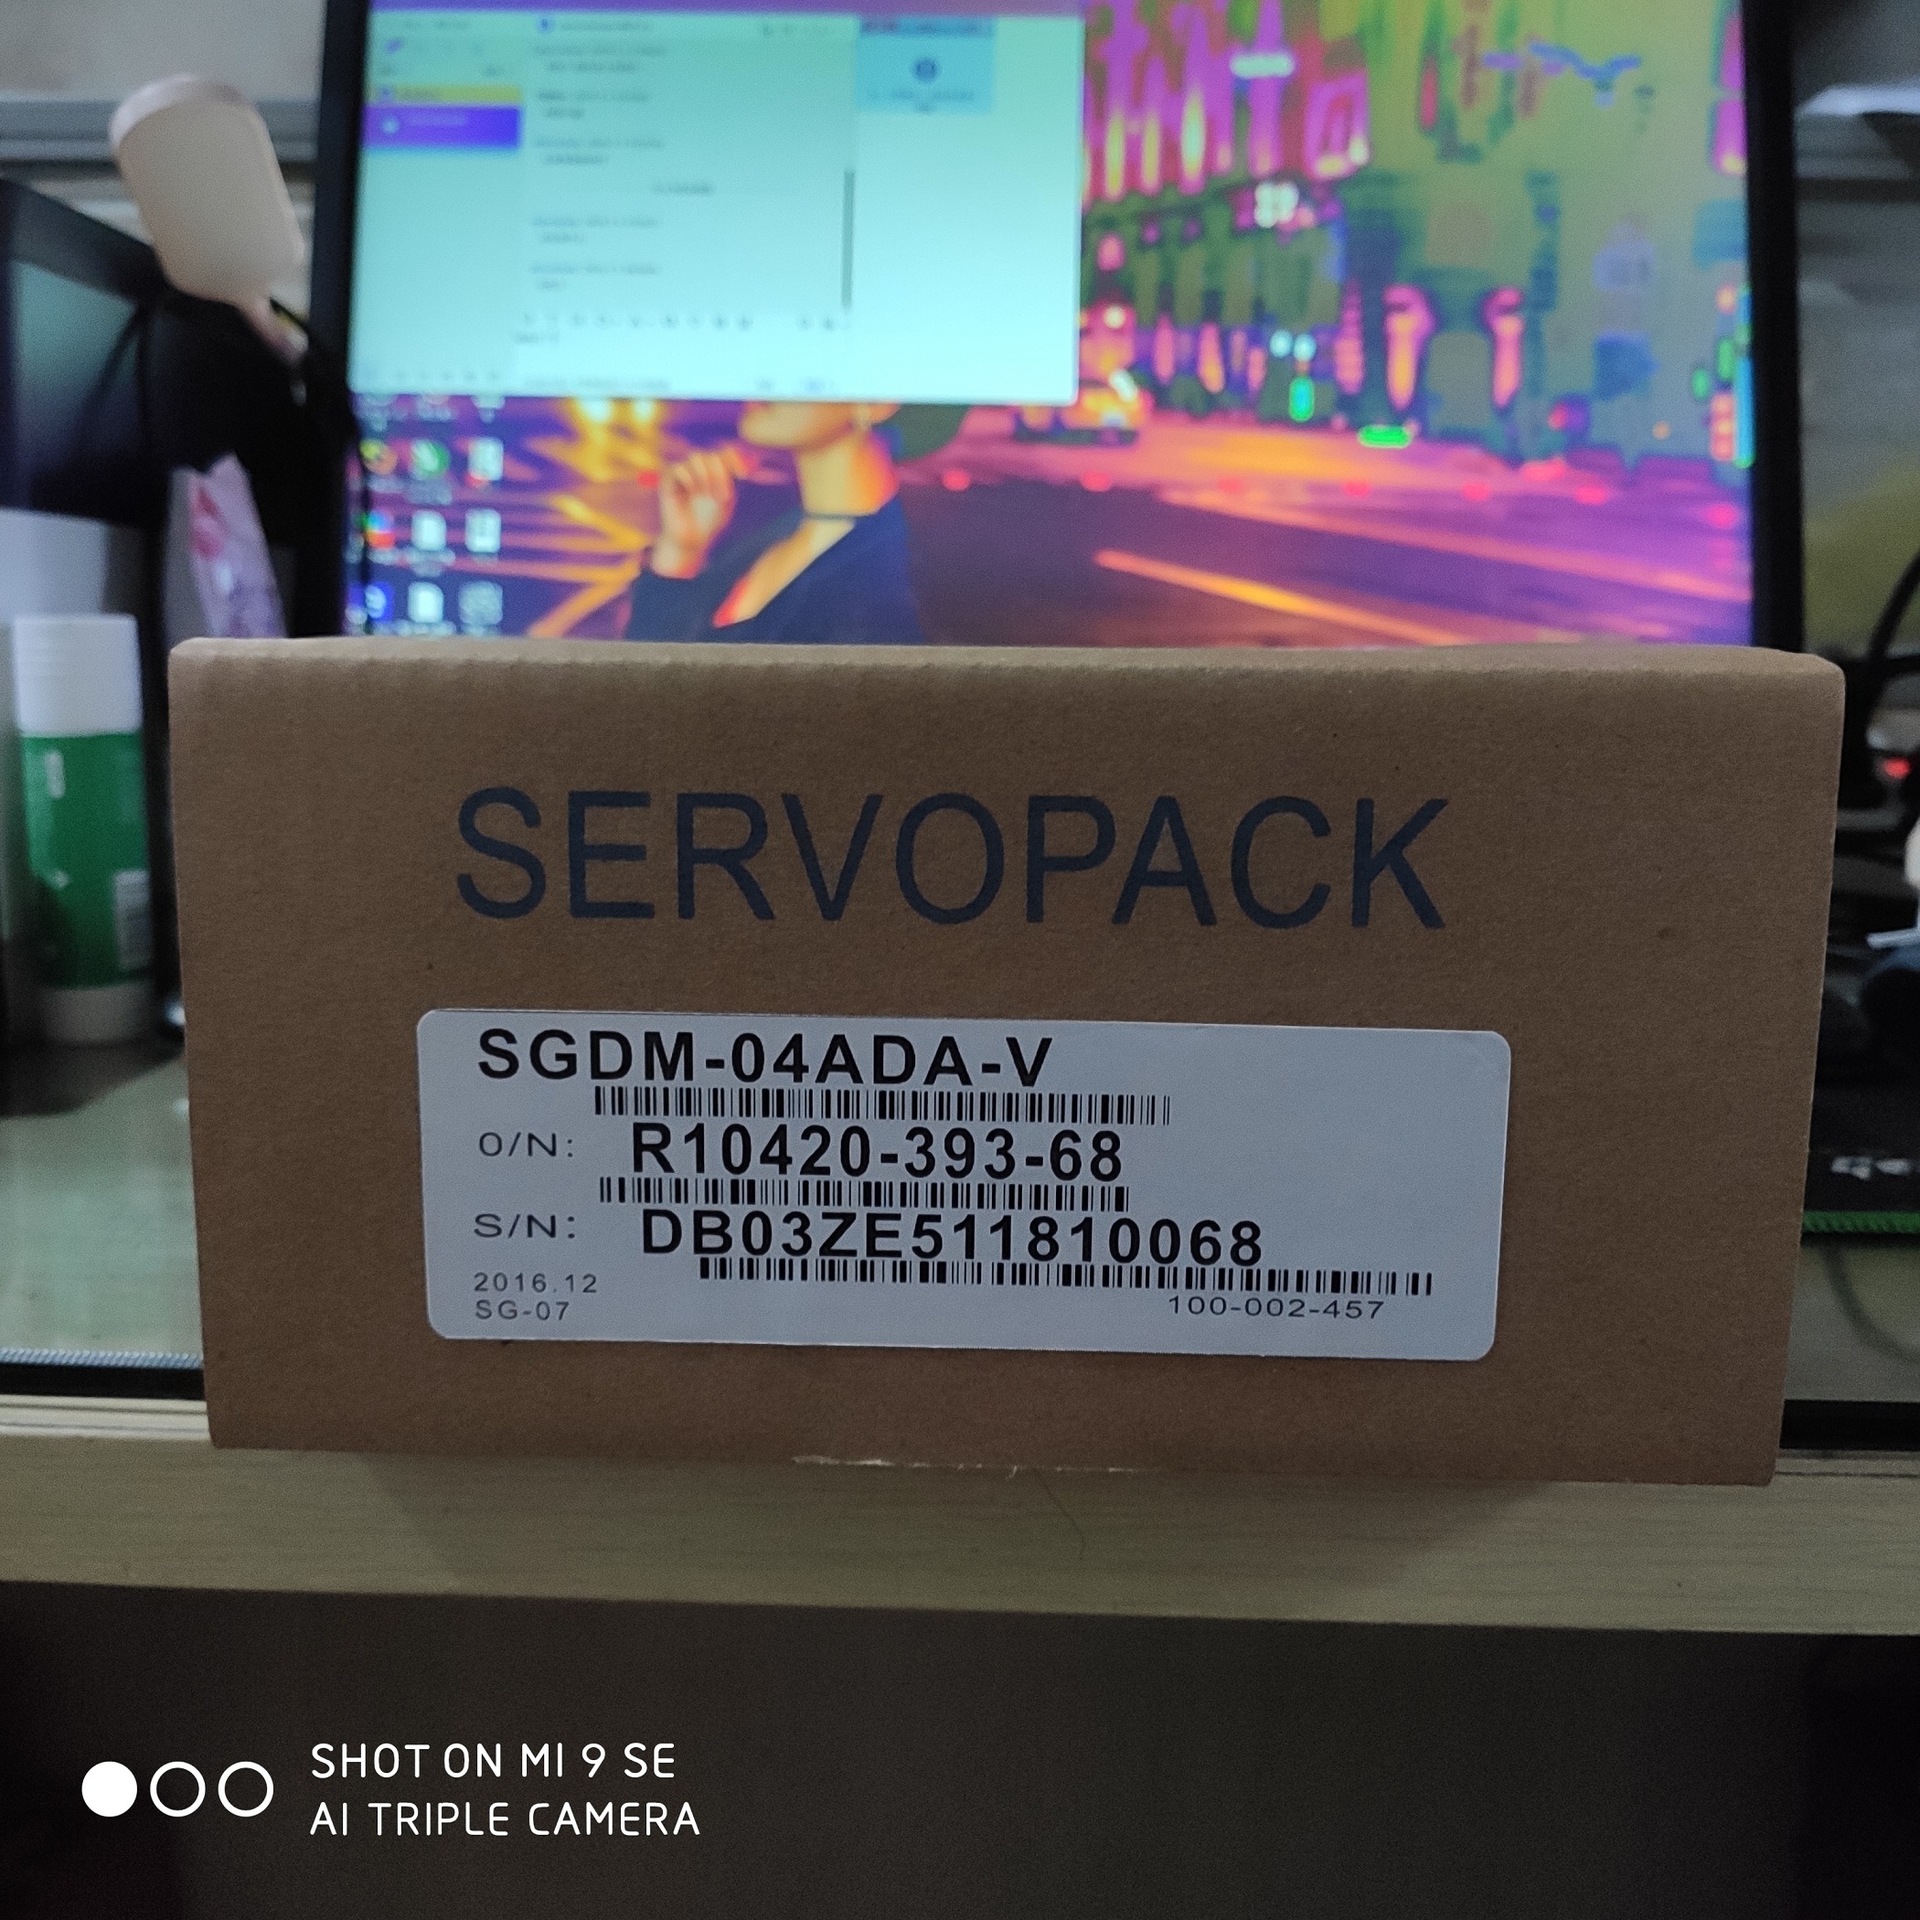 SERVOPACK
SGDM-04ADA-V
O/N: R10420-393-68
S/N: DB03ZE511810068
2016.12
SG-07 100-002-457
SHOT ON MI 9 SE
AI TRIPLE CAMERA